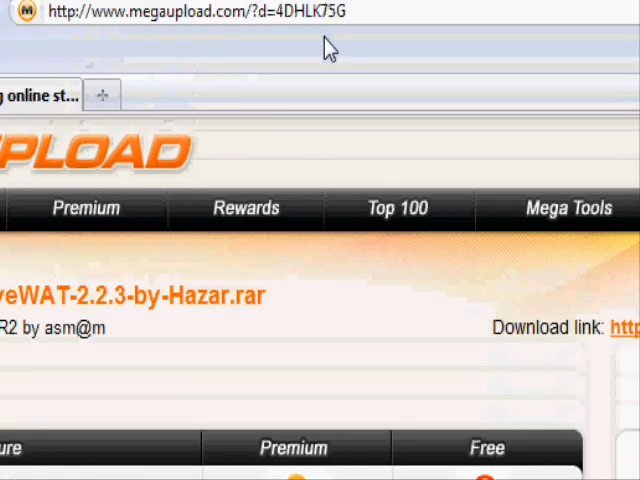 http://www.megaupload.com/?d=4DHLK75G
g online st...
PLOAD
Premium Rewards Top 100 Mega Tools
veWAT-2.2.3-by-Hazar.rar
R2 by asm@m Download link: http
ure Premium Free